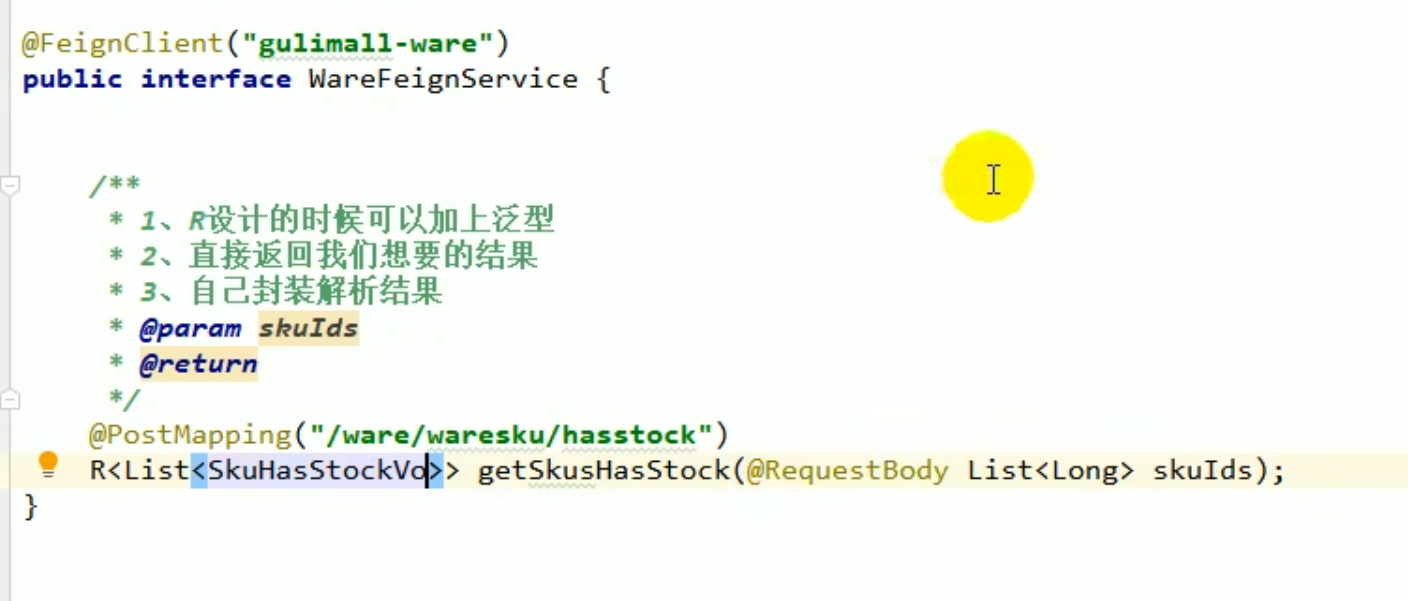 @FeignClient("gulimall-ware")
public interface WareFeignService {
/**
* 1、R设计的时候可以加上泛型
* 2、直接返回我们想要的结果
* 3、自己封装解析结果
* @param skuIds
* @return
*/
@PostMapping("/ware/waresku/hasstock")
R<List<SkuHasStockVo>> getSkusHasStock(@RequestBody List<Long> skuIds);
}